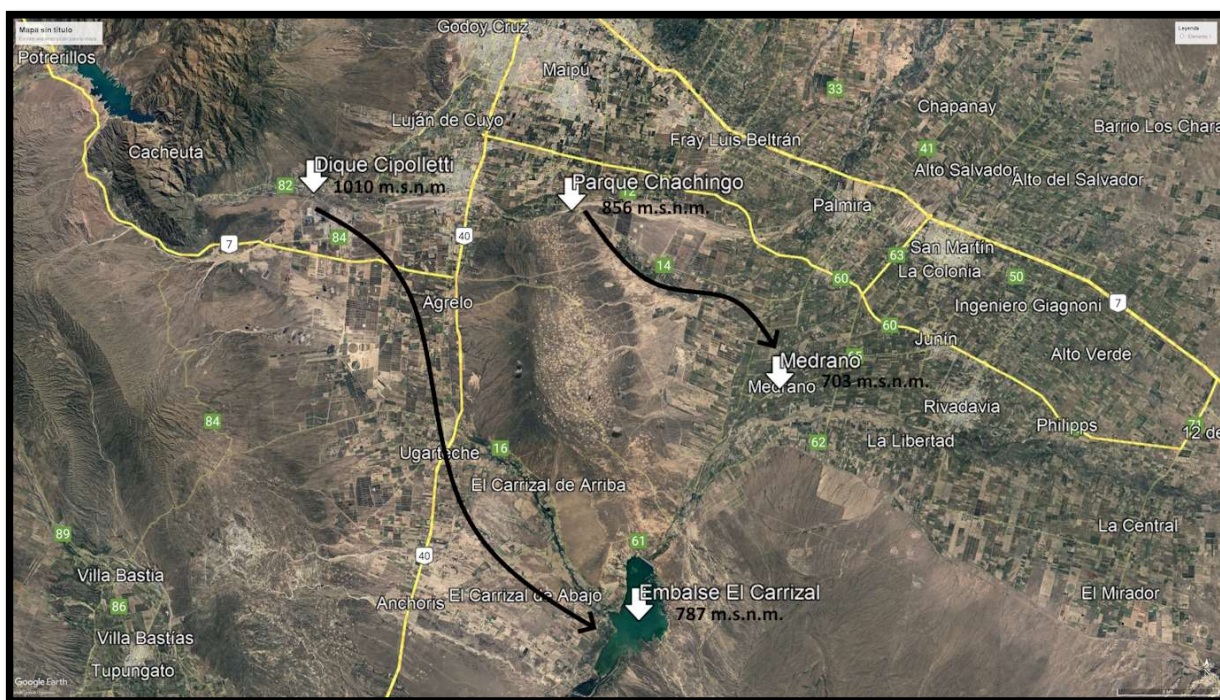 Mapa sin título
Leyenda
Godoy Cruz
Potrerillos
Maipú
33
Chapanay
Luján de Cuyo
Fray Luis Beltrán
Barrio Los Chara
41
Cacheuta
Dique Cipolletti
Alto Salvador
Alto del Salvador
82
1010 m.s.n.m
Parque Chachingo
856 m.s.n.m.
Palmira
7
84
40
San Martín
63
14
La Colonia
60
50
Agrelo
Ingeniero Giagnoni
7
60
Junín
Alto Verde
Medrano
65
Medrano
703 m.s.n.m.
84
Rivadavia
Philipps
71
12 de
62
La Libertad
Ugarteche
16
El Carrizal de Arriba
La Central
89
61
40
Villa Bastía
El Carrizal de Abajo
Embalse El Carrizal
El Mirador
86
Anchoris
787 m.s.n.m.
Villa Bastías
Tupungato
Google Earth